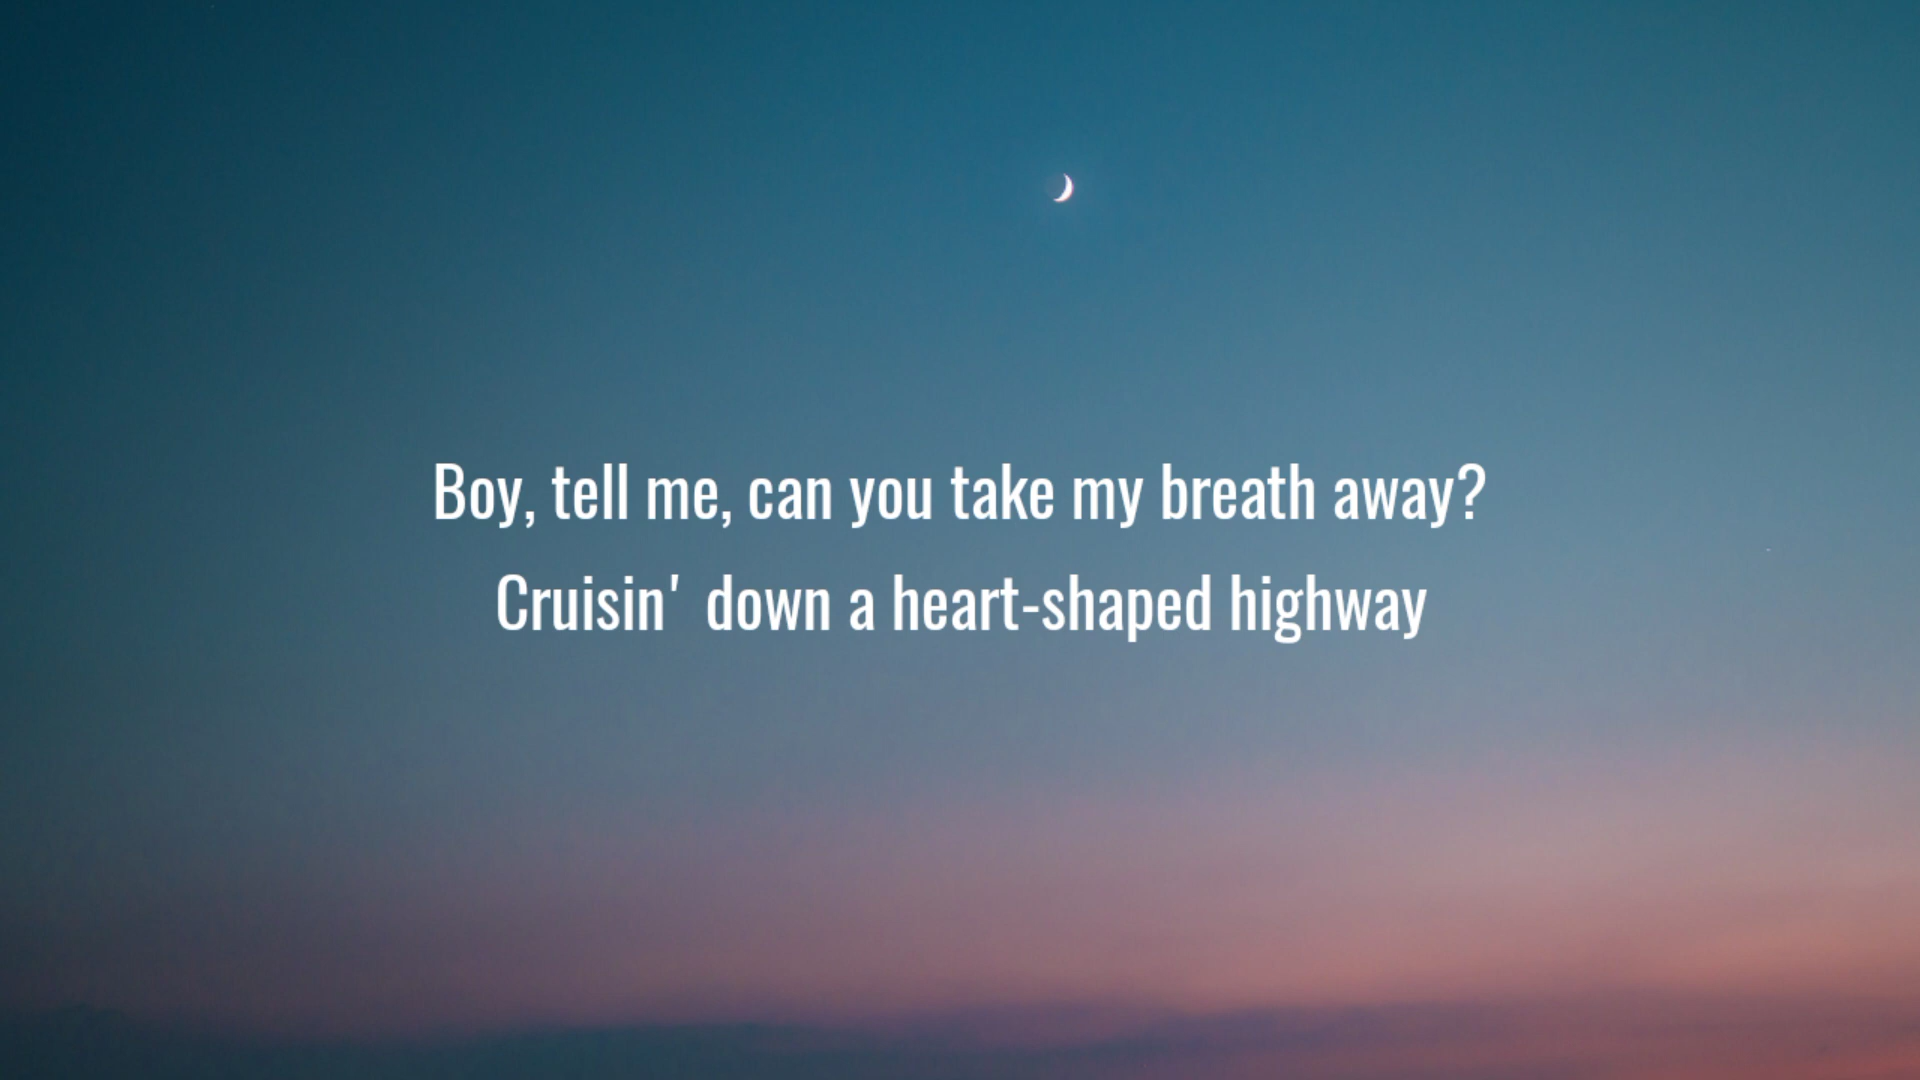 Boy, tell me, can you take my breath away?
Cruisin' down a heart-shaped highway